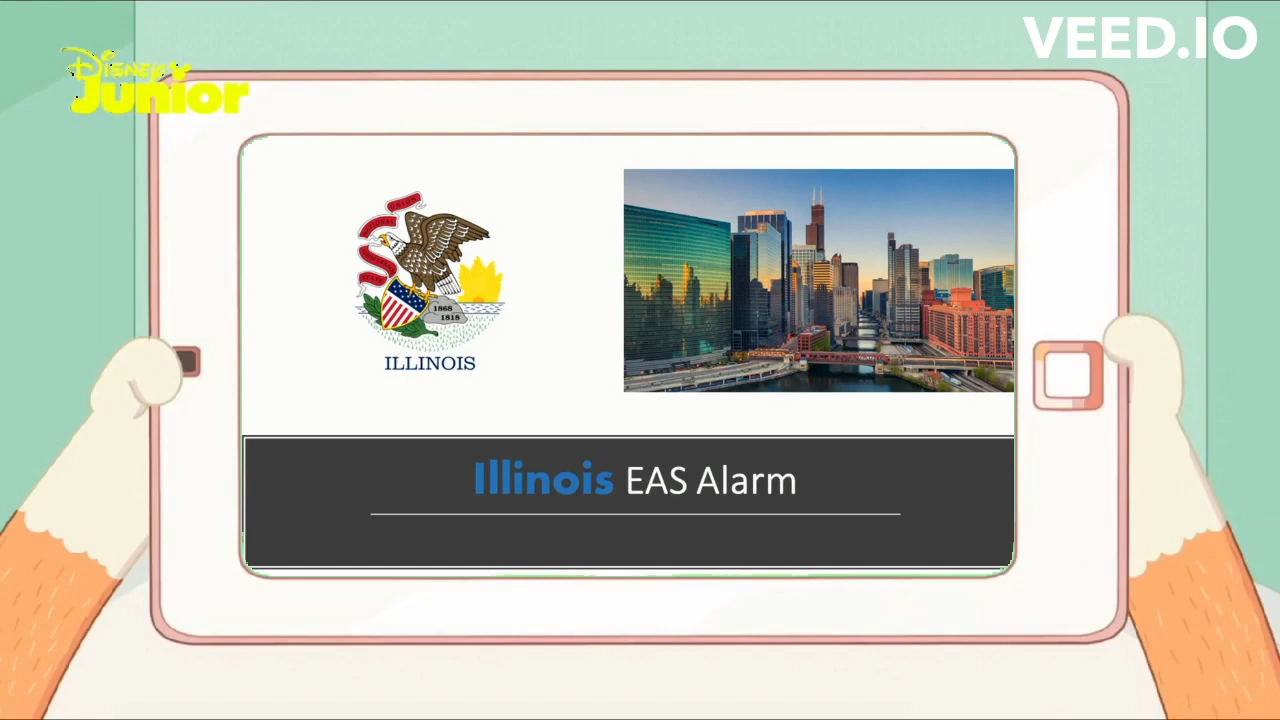 VEED.IO
Disney
Junior
ILLINOIS
1868
1818
Illinois EAS Alarm